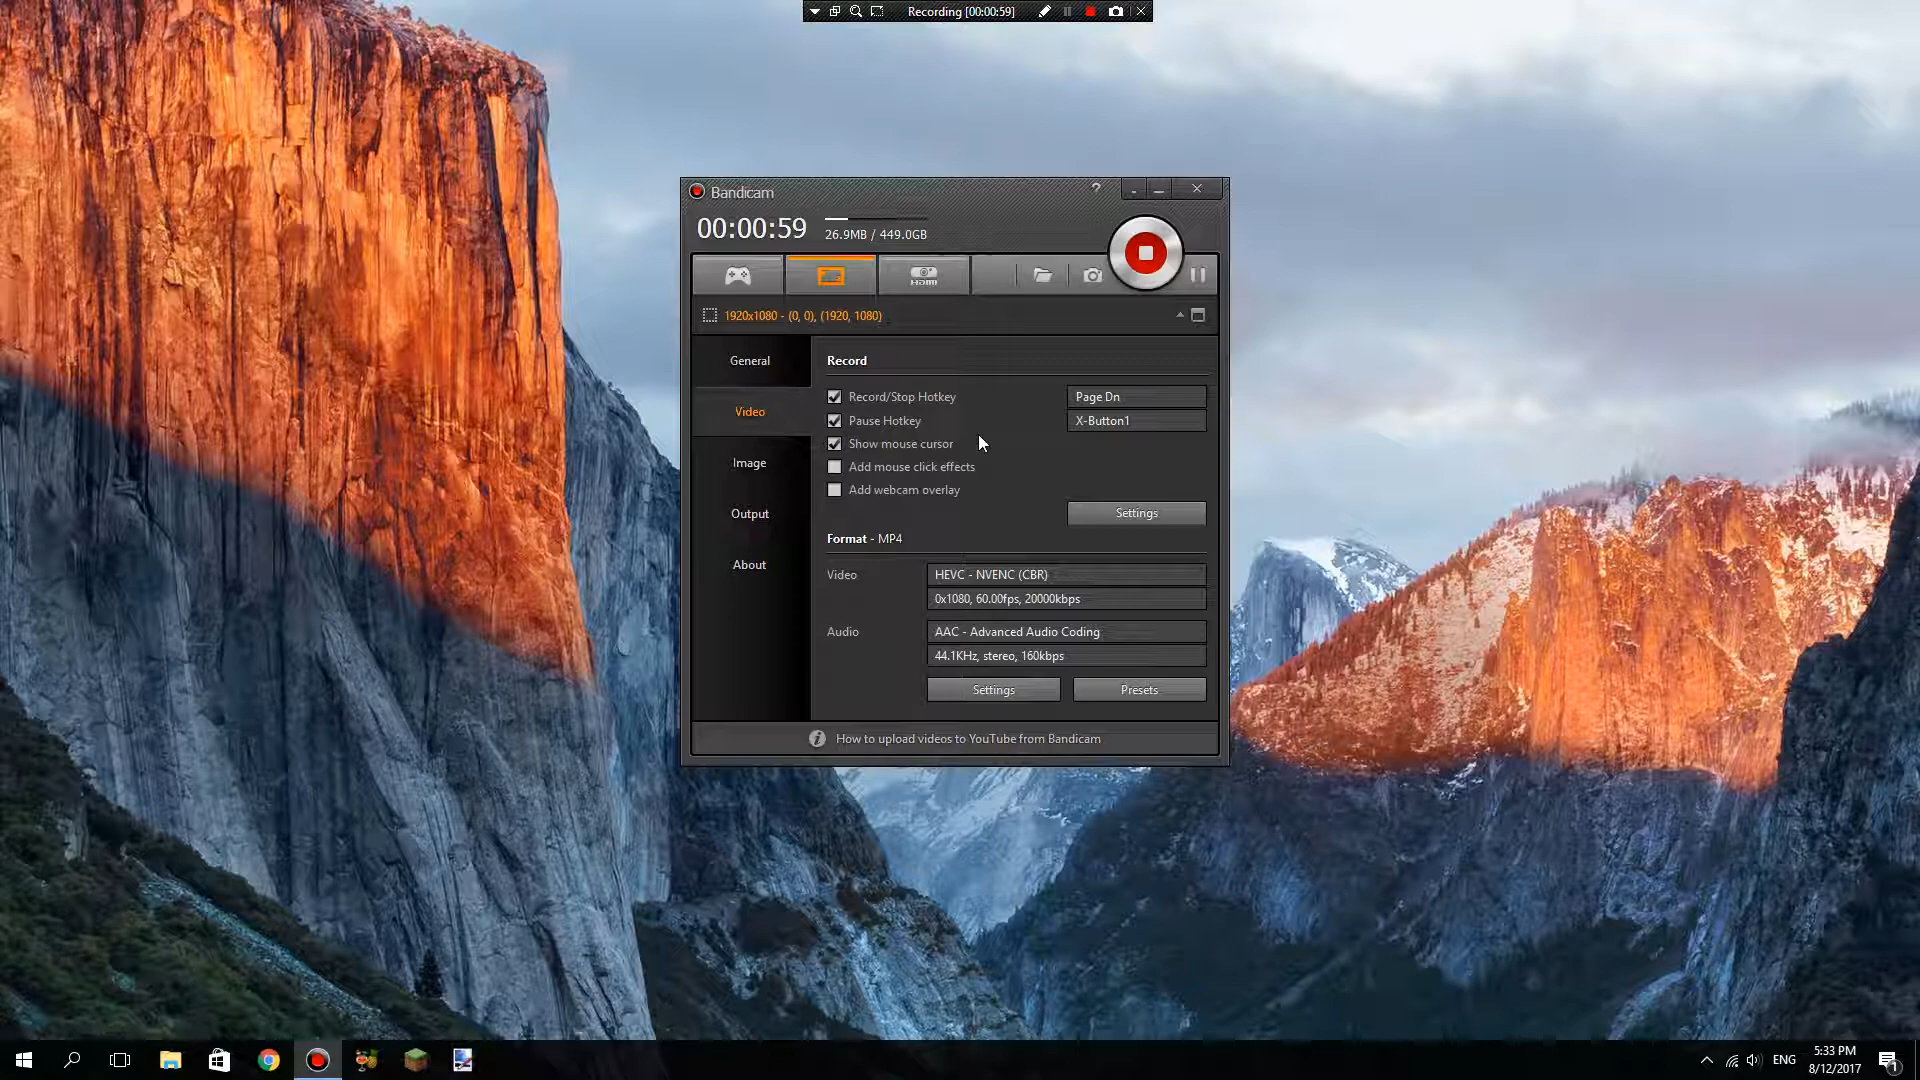 Recording [00:00:59]
Bandicam
?
00:00:59
26.9MB / 449.0GB
HDMI
1920x1080 - (0, 0), (1920, 1080)
General
Video
Image
Output
About
Record
Record/Stop Hotkey
Page Dn
Pause Hotkey
X-Button1
Show mouse cursor
Add mouse click effects
Add webcam overlay
Settings
Format - MP4
Video
HEVC - NVENC (CBR)
0x1080, 60.00fps, 20000kbps
Audio
AAC - Advanced Audio Coding
44.1KHz, stereo, 160kbps
Settings
Presets
How to upload videos to YouTube from Bandicam
ENG
5:33 PM
8/12/2017
1